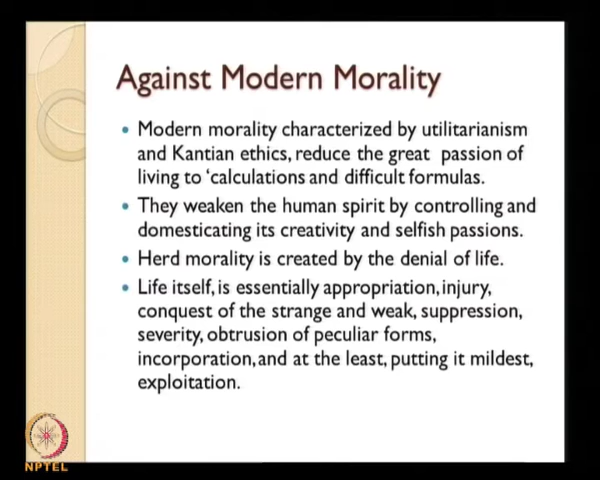 Against Modern Morality
Modern morality characterized by utilitarianism
and Kantian ethics, reduce the great passion of
living to ‘calculations and difficult formulas.
They weaken the human spirit by controlling and
domesticating its creativity and selfish passions.
Herd morality is created by the denial of life.
Life itself, is essentially appropriation, injury,
conquest of the strange and weak, suppression,
severity, obtrusion of peculiar forms,
incorporation, and at the least, putting it mildest,
exploitation.
NPTEL